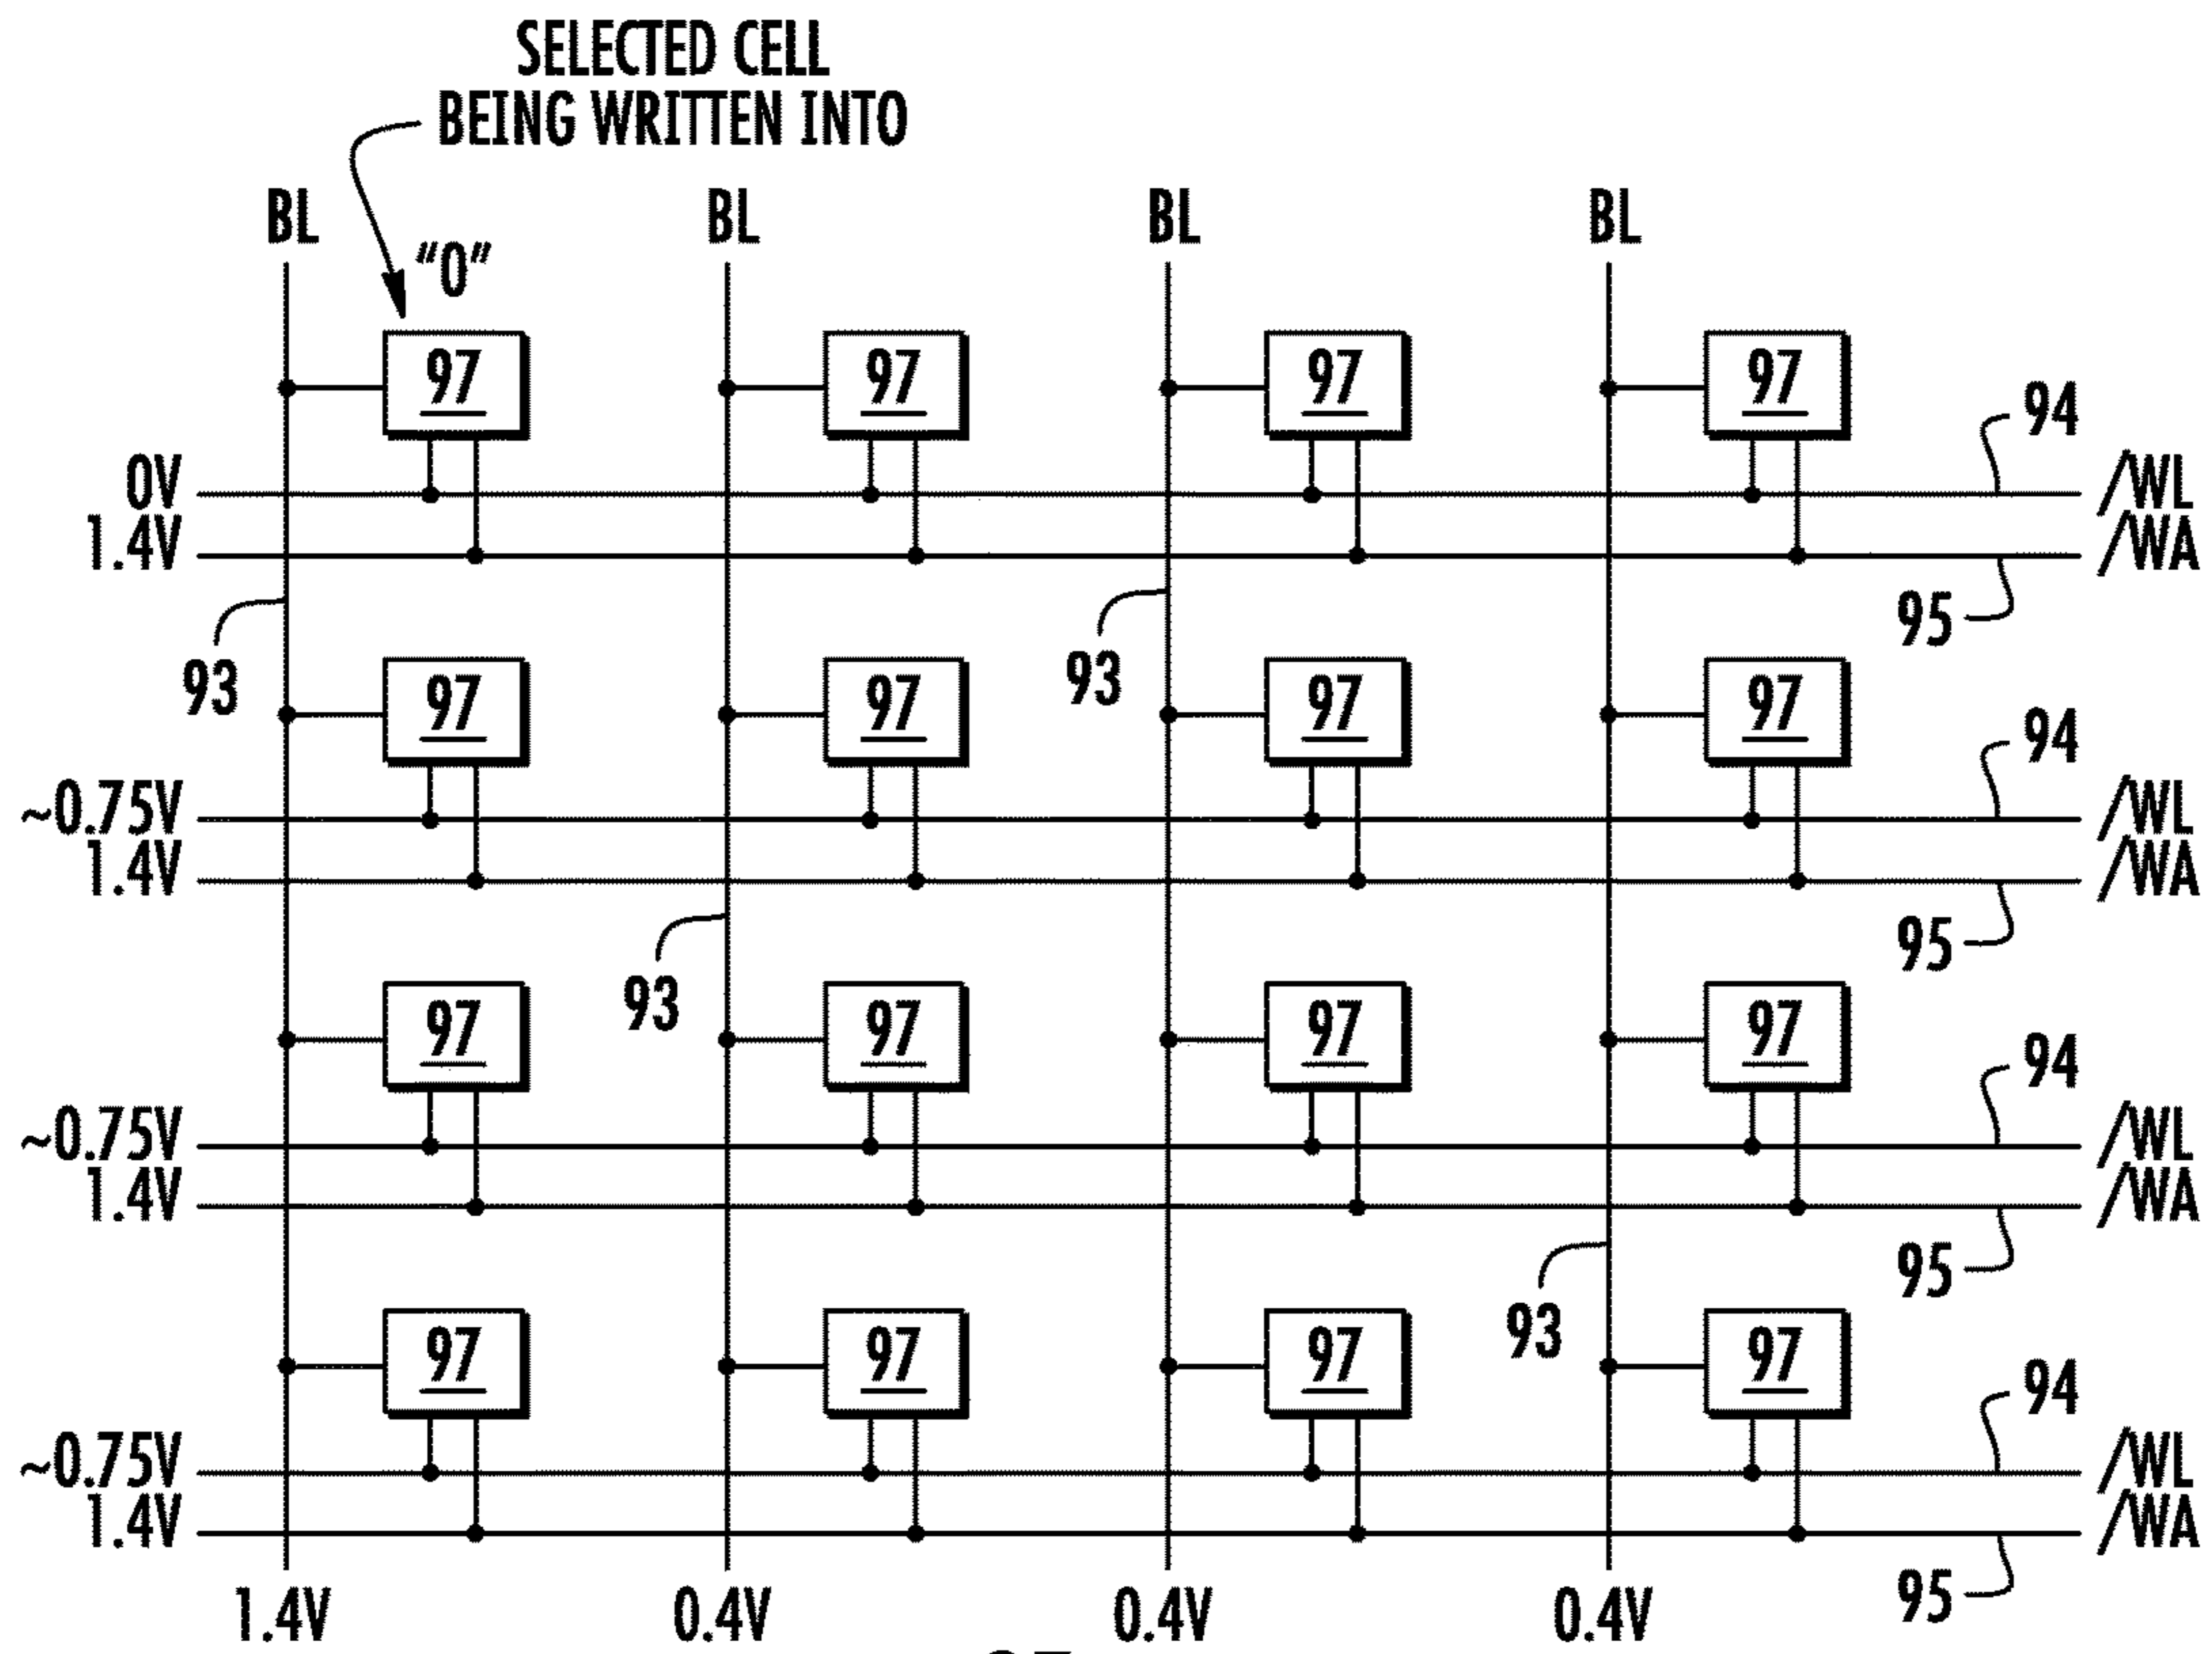 SELECTED CELL
BEING WRITTEN INTO
BL BL BL BL
"0"
97 97 97 97
94
0V /WL
1.4V /WA
95
93 93
97 97 97 97
94
~0.75V /WL
1.4V /WA
95
93
97 97 97 97
94
~0.75V /WL
1.4V /WA
95
93
97 97 97 97
94
~0.75V /WL
1.4V /WA
95
1.4V 0.4V 0.4V 0.4V